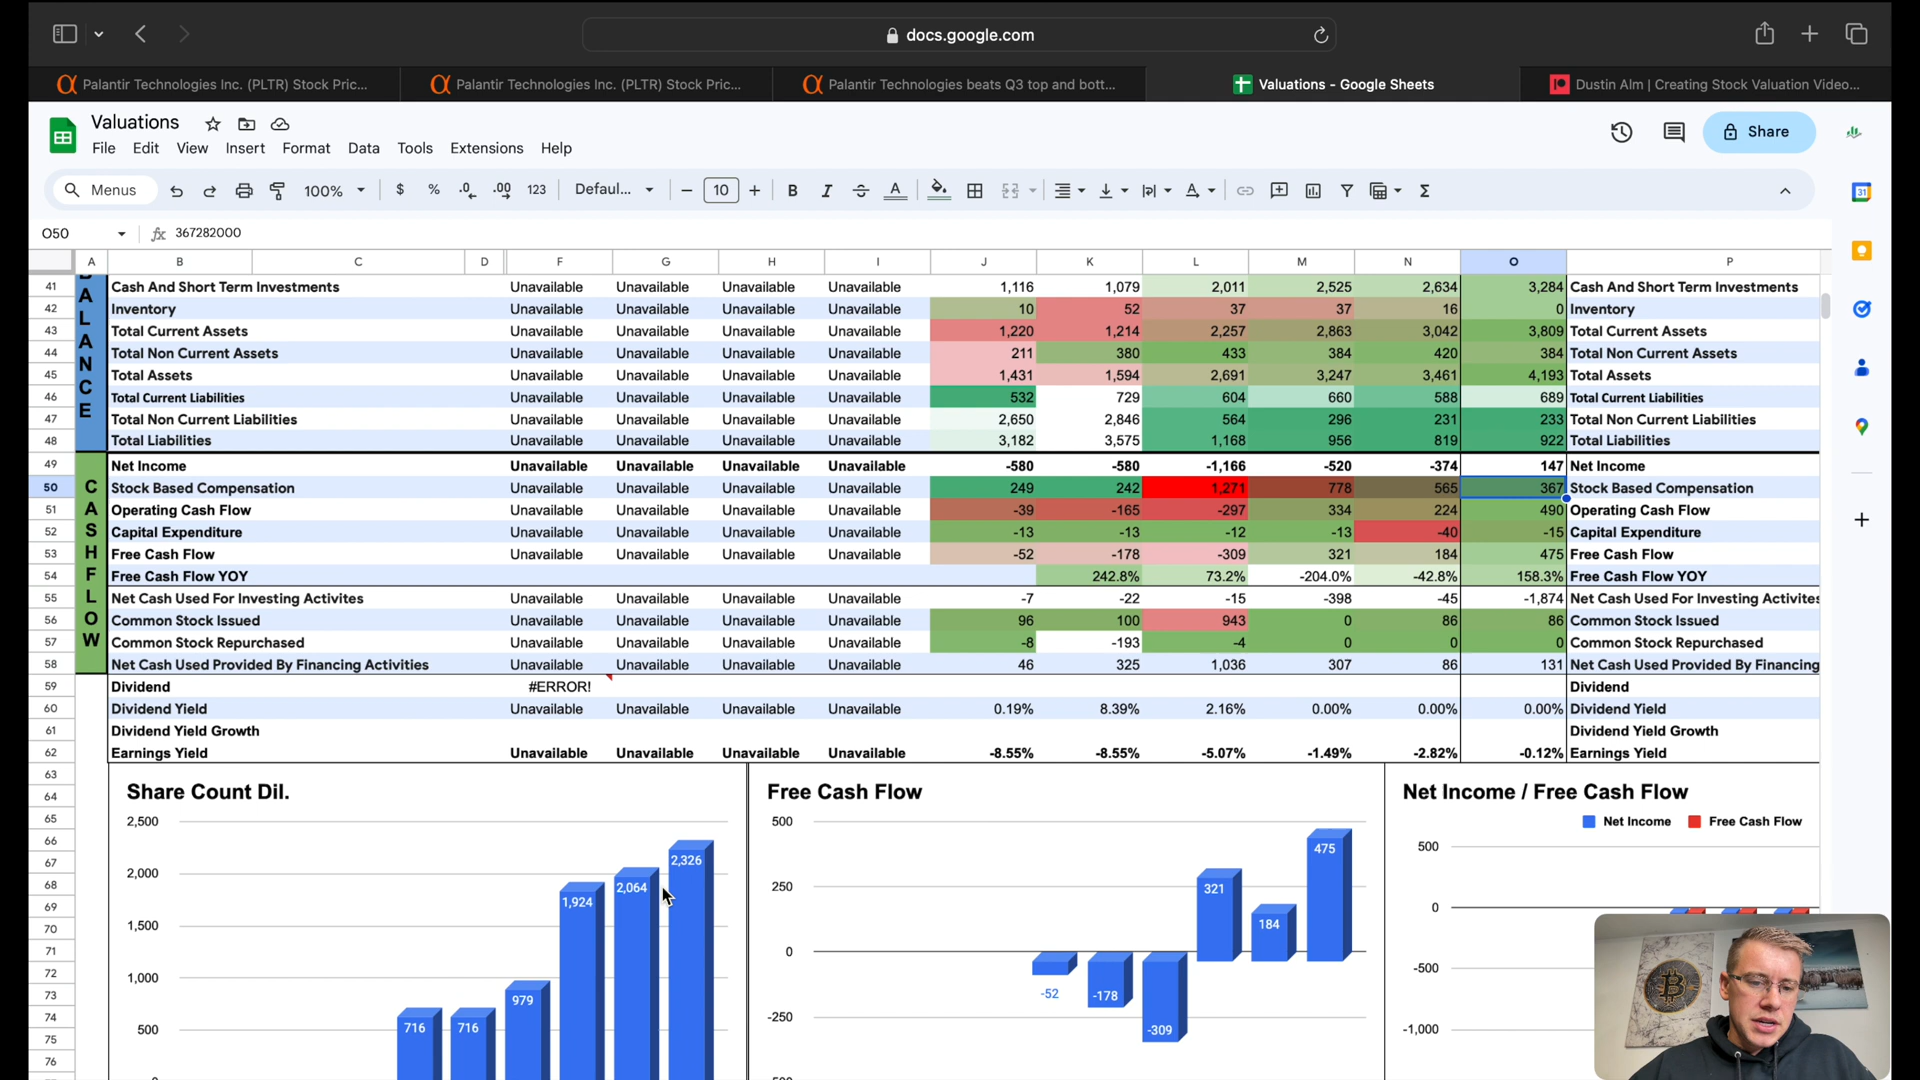 docs.google.com
Palantir Technologies Inc. (PLTR) Stock Pric...
Palantir Technologies Inc. (PLTR) Stock Pric...
Palantir Technologies beats Q3 top and bott...
Valuations - Google Sheets
Dustin Alm | Creating Stock Valuation Video...
Valuations
File Edit View Insert Format Data Tools Extensions Help
Share
Menus 100% $ % .0 .00 123 Defaul... − 10 + B I A A Σ
31
O50 fx 367282000
A B C D F G H I J K L M N O P
41 Cash And Short Term Investments Unavailable Unavailable Unavailable Unavailable 1,116 1,079 2,011 2,525 2,634 3,284 Cash And Short Term Investments
42 Inventory Unavailable Unavailable Unavailable Unavailable 10 52 37 37 16 0 Inventory
43 Total Current Assets Unavailable Unavailable Unavailable Unavailable 1,220 1,214 2,257 2,863 3,042 3,809 Total Current Assets
44 Total Non Current Assets Unavailable Unavailable Unavailable Unavailable 211 380 433 384 420 384 Total Non Current Assets
45 Total Assets Unavailable Unavailable Unavailable Unavailable 1,431 1,594 2,691 3,247 3,461 4,193 Total Assets
46 Total Current Liabilities Unavailable Unavailable Unavailable Unavailable 532 729 604 660 588 689 Total Current Liabilities
47 Total Non Current Liabilities Unavailable Unavailable Unavailable Unavailable 2,650 2,846 564 296 231 233 Total Non Current Liabilities
48 Total Liabilities Unavailable Unavailable Unavailable Unavailable 3,182 3,575 1,168 956 819 922 Total Liabilities
BALANCE
49 Net Income Unavailable Unavailable Unavailable Unavailable -580 -580 -1,166 -520 -374 147 Net Income
50 Stock Based Compensation Unavailable Unavailable Unavailable Unavailable 249 242 1,271 778 565 367 Stock Based Compensation
51 Operating Cash Flow Unavailable Unavailable Unavailable Unavailable -39 -165 -297 334 224 490 Operating Cash Flow
52 Capital Expenditure Unavailable Unavailable Unavailable Unavailable -13 -13 -12 -13 -40 -15 Capital Expenditure
53 Free Cash Flow Unavailable Unavailable Unavailable Unavailable -52 -178 -309 321 184 475 Free Cash Flow
54 Free Cash Flow YOY 242.8% 73.2% -204.0% -42.8% 158.3% Free Cash Flow YOY
55 Net Cash Used For Investing Activites Unavailable Unavailable Unavailable Unavailable -7 -22 -15 -398 -45 -1,874 Net Cash Used For Investing Activites
56 Common Stock Issued Unavailable Unavailable Unavailable Unavailable 96 100 943 0 86 86 Common Stock Issued
57 Common Stock Repurchased Unavailable Unavailable Unavailable Unavailable -8 -193 -4 0 0 0 Common Stock Repurchased
58 Net Cash Used Provided By Financing Activities Unavailable Unavailable Unavailable Unavailable 46 325 1,036 307 86 131 Net Cash Used Provided By Financing
CASHFLOW
59 Dividend #ERROR! Dividend
60 Dividend Yield Unavailable Unavailable Unavailable Unavailable 0.19% 8.39% 2.16% 0.00% 0.00% 0.00% Dividend Yield
61 Dividend Yield Growth Dividend Yield Growth
62 Earnings Yield Unavailable Unavailable Unavailable Unavailable -8.55% -8.55% -5.07% -1.49% -2.82% -0.12% Earnings Yield
63
64
65
66
67
68
69
70
71
72
73
74
75
76
Share Count Dil.
2,500
2,000
1,500
1,000
500
716 716 979 1,924 2,064 2,326
Free Cash Flow
500
250
0
-250
-52 -178 -309 321 184 475
Net Income / Free Cash Flow
Net Income Free Cash Flow
500
0
-500
-1,000